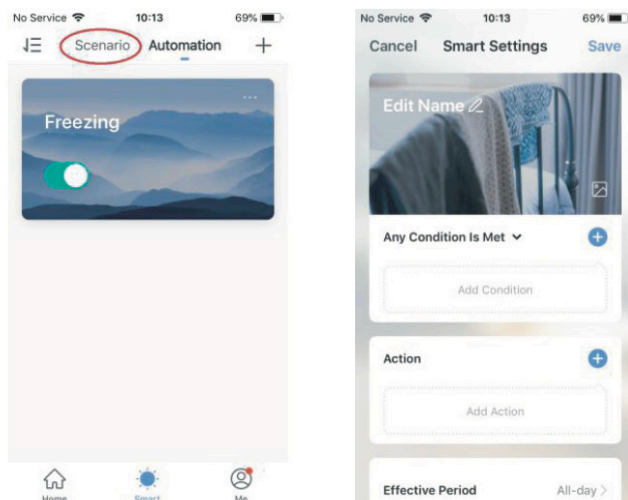 No Service 10:13 69%
Scenario Automation
Freezing
Home Smart Me
No Service 10:13 69%
Cancel Smart Settings Save
Edit Name
Any Condition Is Met
Add Condition
Action
Add Action
Effective Period All-day